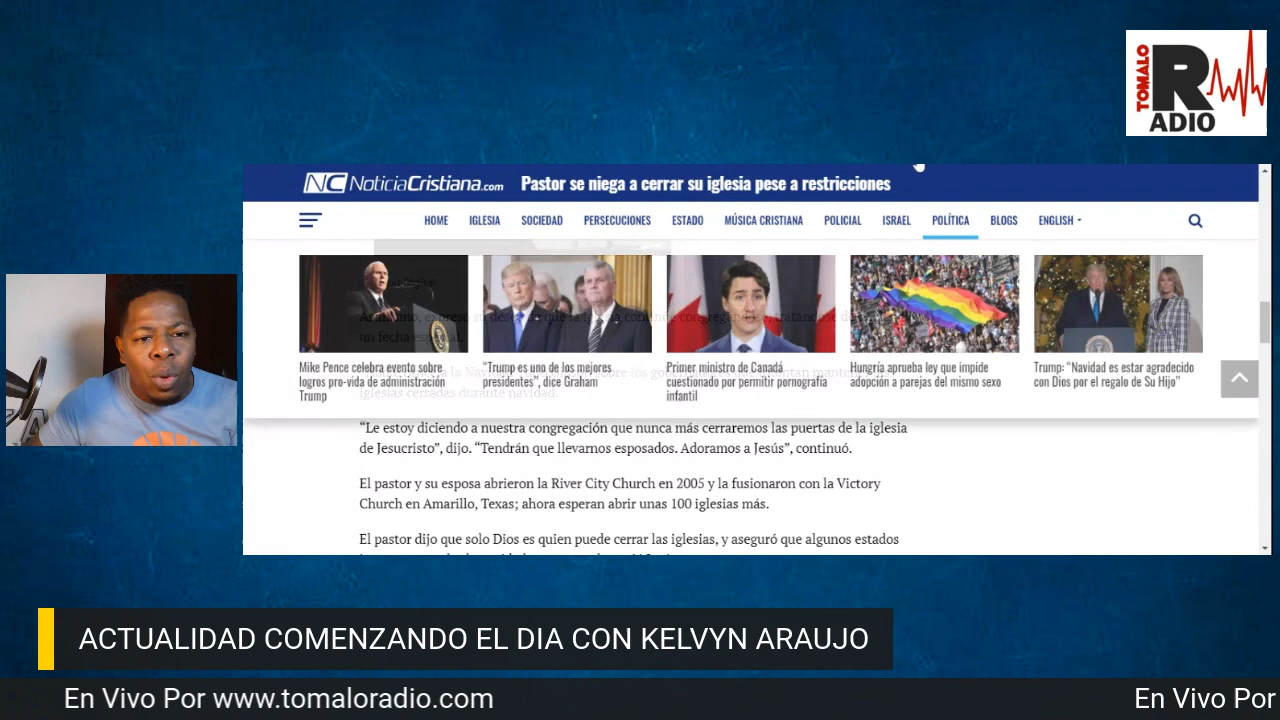 TOMALO
RADIO
NC NoticiaCristiana.com
Pastor se niega a cerrar su iglesia pese a restricciones
HOME IGLESIA SOCIEDAD PERSECUCIONES ESTADO MÚSICA CRISTIANA POLICIAL ISRAEL POLÍTICA BLOGS ENGLISH
Mike Pence celebra evento sobre
logros pro-vida de administración
Trump
“Trump es uno de los mejores
presidentes”, dice Graham
Primer ministro de Canadá
cuestionado por permitir pornografía
infantil
Hungría aprueba ley que impide
adopción a parejas del mismo sexo
Trump: “Navidad es estar agradecido
con Dios por el regalo de Su Hijo”
iglesias cerradas durante navidad.
“Le estoy diciendo a nuestra congregación que nunca más cerraremos las puertas de la iglesia
de Jesucristo”, dijo. “Tendrán que llevarnos esposados. Adoramos a Jesús”, continuó.
El pastor y su esposa abrieron la River City Church en 2005 y la fusionaron con la Victory
Church en Amarillo, Texas; ahora esperan abrir unas 100 iglesias más.
El pastor dijo que solo Dios es quien puede cerrar las iglesias, y aseguró que algunos estados
ACTUALIDAD COMENZANDO EL DIA CON KELVYN ARAUJO
En Vivo Por www.tomaloradio.com
En Vivo Por